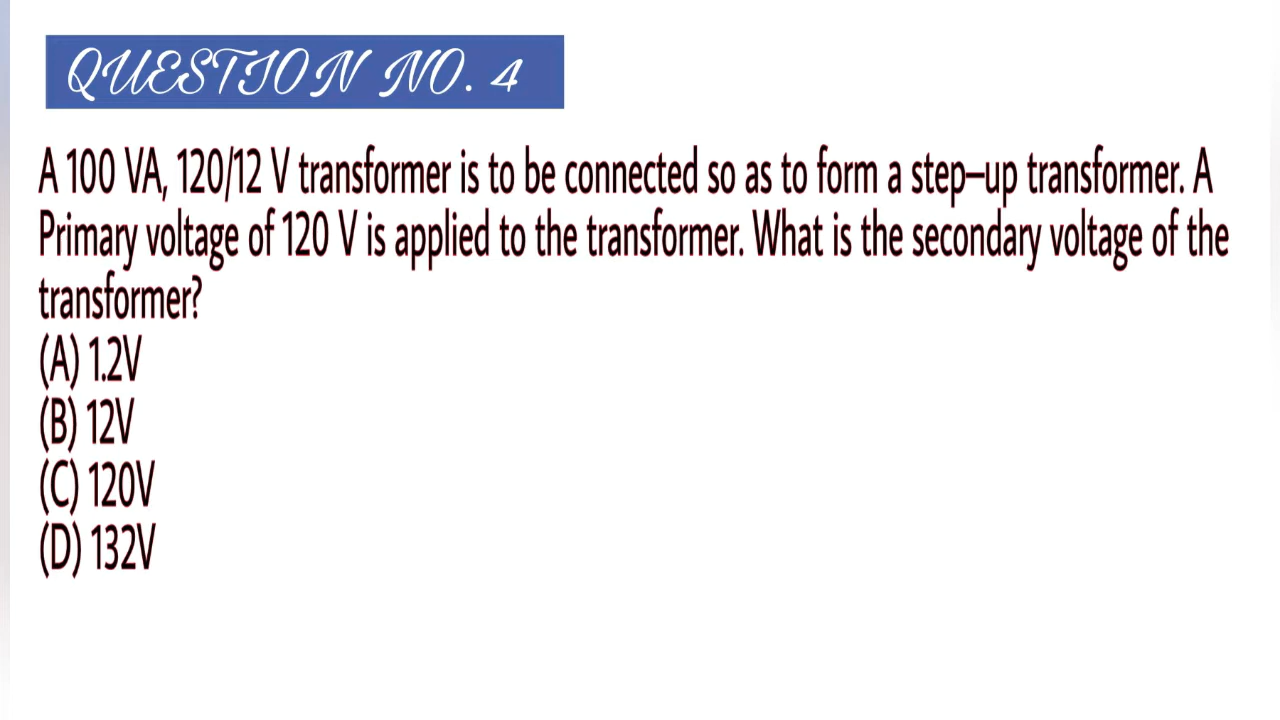 QUESTION NO. 4
A 100 VA, 120/12 V transformer is to be connected so as to form a step–up transformer. A
Primary voltage of 120 V is applied to the transformer. What is the secondary voltage of the
transformer?
(A) 1.2V
(B) 12V
(C) 120V
(D) 132V